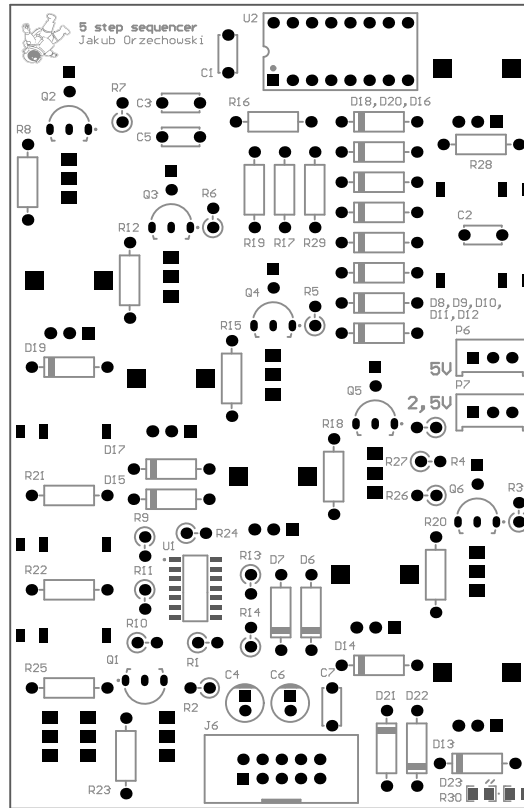 5 step sequencer
Jakub Orzechowski
U2
C1
Q2
R7
C3
R16
D18,D20,D16
R8
C5
R28
Q3
R6
R12
R19 R17 R29
C2
Q4
R5
D8,D9,D10,
D11,D12
R15
P6
5V
D19
P7
Q5
2,5V
R18
D17
R27
R4
R21
D15
R26
Q6
R3
R9
R24
R20
U1
R13
D7
D6
R22
R11
R14
R10
R1
D14
R25
Q1
R2
C4
C6
C7
D21
D22
J6
D13
R23
D23
R30